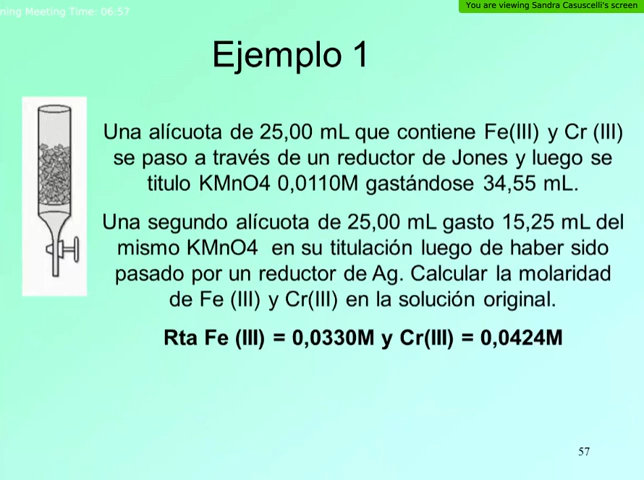 ning Meeting Time: 06:57
You are viewing Sandra Casuscelli's screen
Ejemplo 1
Una alícuota de 25,00 mL que contiene Fe(III) y Cr (III)
se paso a través de un reductor de Jones y luego se
titulo KMnO4 0,0110M gastándose 34,55 mL.
Una segundo alícuota de 25,00 mL gasto 15,25 mL del
mismo KMnO4 en su titulación luego de haber sido
pasado por un reductor de Ag. Calcular la molaridad
de Fe (III) y Cr(III) en la solución original.
Rta Fe (III) = 0,0330M y Cr(III) = 0,0424M
57